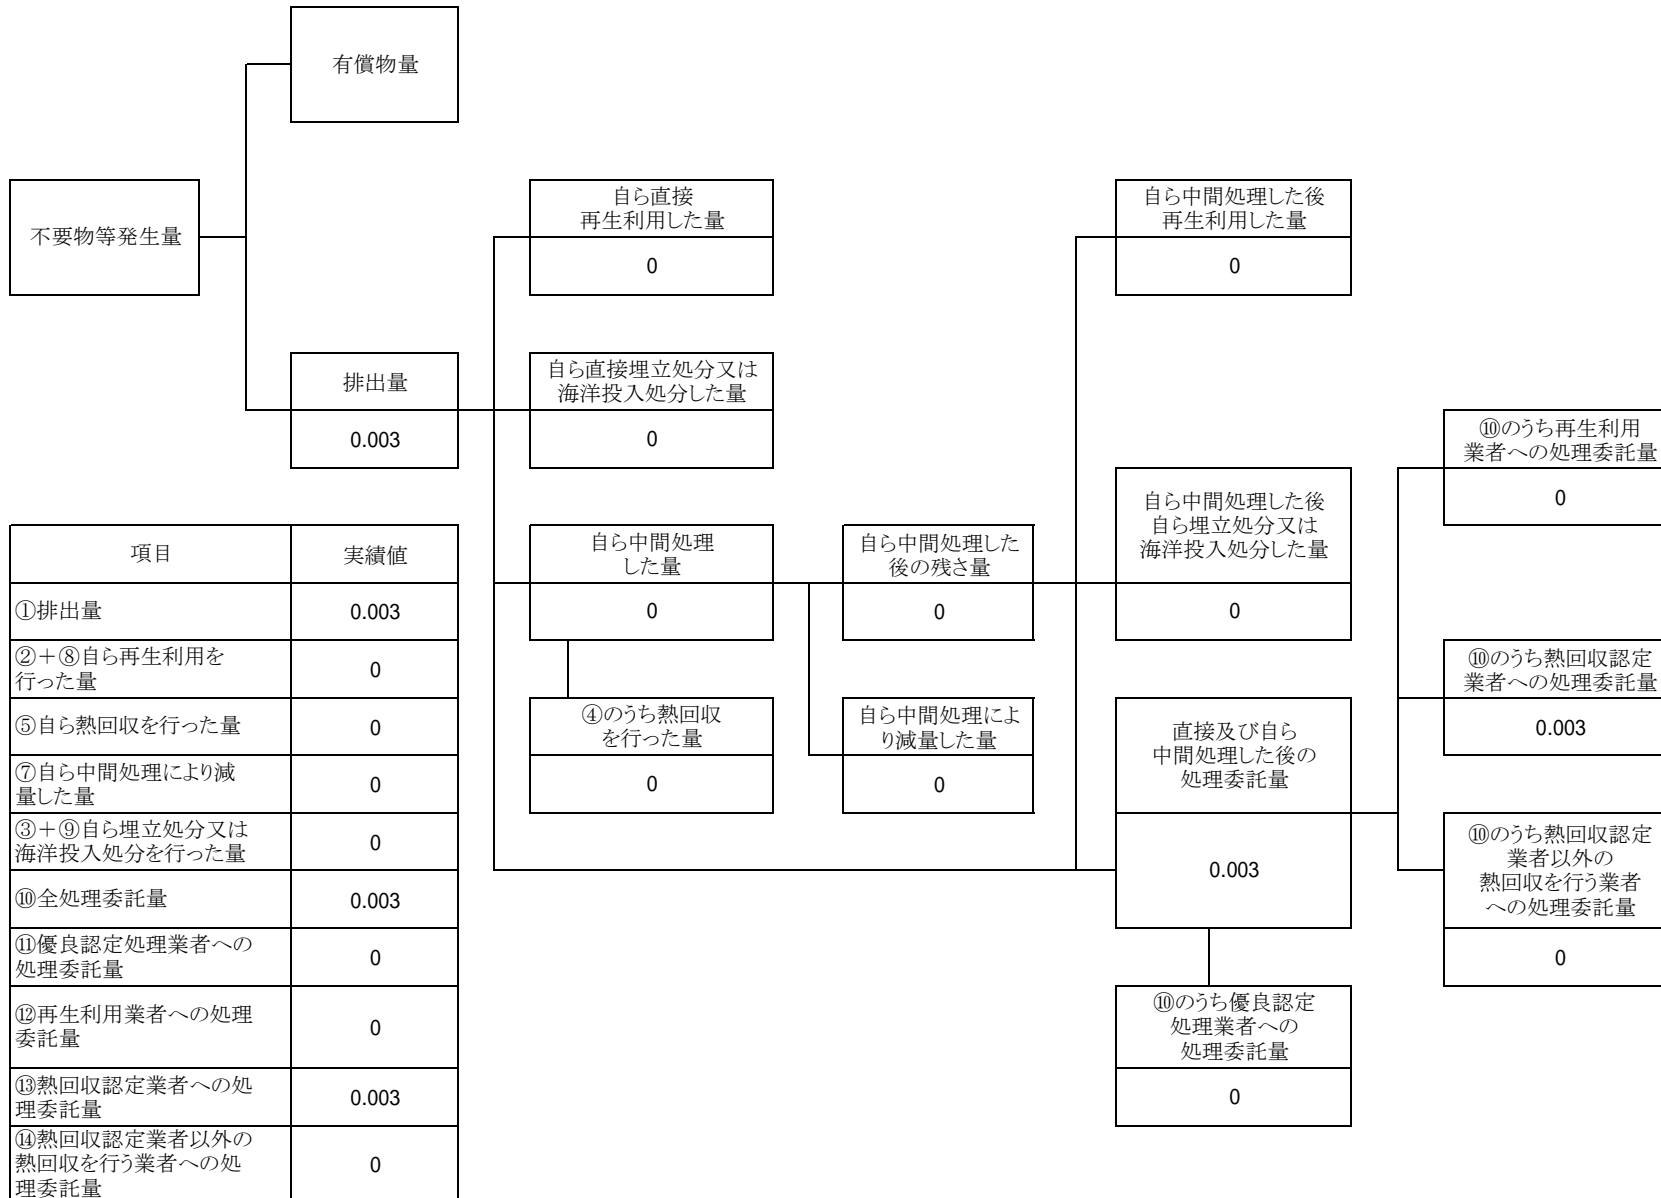 有償物量
不要物等発生量
自ら直接
再生利用した量
0
自ら中間処理した後
再生利用した量
0
排出量
0.003
自ら直接埋立処分又は
海洋投入処分した量
0
⑩のうち再生利用
業者への処理委託量
0
自ら中間処理した後
自ら埋立処分又は
海洋投入処分した量
0
自ら中間処理
した量
0
自ら中間処理した
後の残さ量
0
⑩のうち熱回収認定
業者への処理委託量
0.003
④のうち熱回収
を行った量
0
自ら中間処理によ
り減量した量
0
直接及び自ら
中間処理した後の
処理委託量
0.003
⑩のうち熱回収認定
業者以外の
熱回収を行う業者
への処理委託量
0
⑩のうち優良認定
処理業者への
処理委託量
0
項目 実績値
①排出量 0.003
②+⑧自ら再生利用を
行った量 0
⑤自ら熱回収を行った量 0
⑦自ら中間処理により減
量した量 0
③+⑨自ら埋立処分又は
海洋投入処分を行った量 0
⑩全処理委託量 0.003
⑪優良認定処理業者への
処理委託量 0
⑫再生利用業者への処理
委託量 0
⑬熱回収認定業者への処
理委託量 0.003
⑭熱回収認定業者以外の
熱回収を行う業者への処
理委託量 0